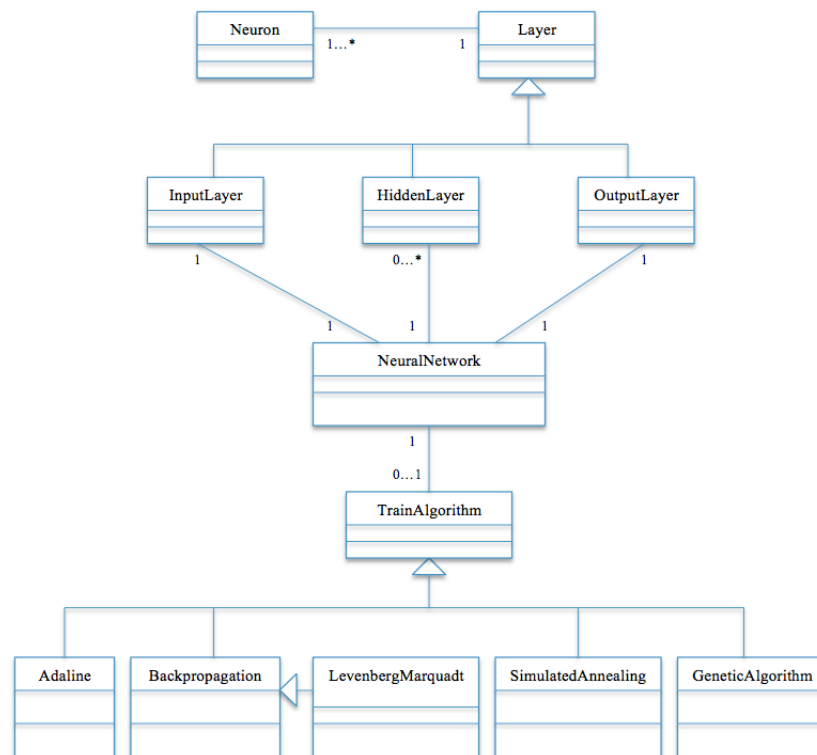 Neuron
Layer
1…*
1
InputLayer
HiddenLayer
OutputLayer
1
0…*
1
1
1
1
NeuralNetwork
1
0…1
TrainAlgorithm
Adaline
Backpropagation
LevenbergMarquadt
SimulatedAnnealing
GeneticAlgorithm